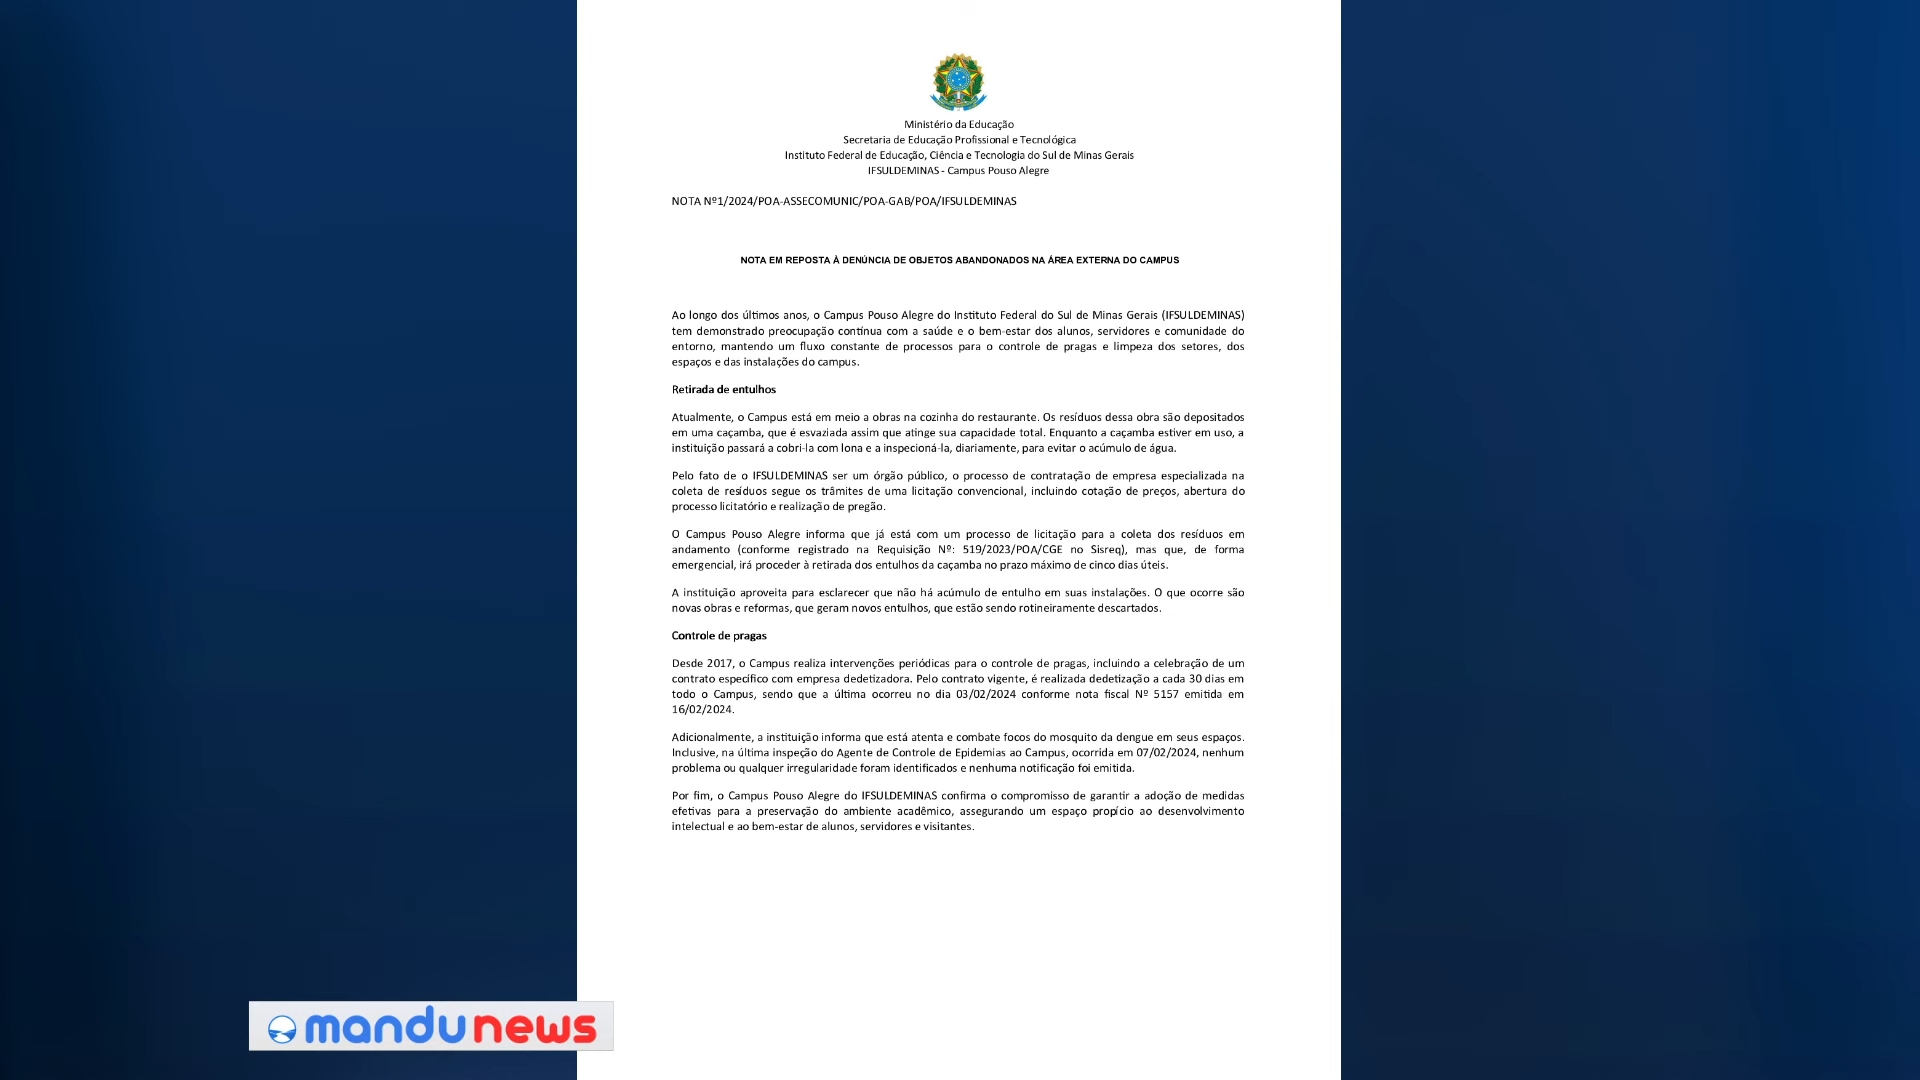 Ministério da Educação
Secretaria de Educação Profissional e Tecnológica
Instituto Federal de Educação, Ciência e Tecnologia do Sul de Minas Gerais
IFSULDEMINAS - Campus Pouso Alegre
NOTA Nº1/2024/POA-ASSECOMUNIC/POA-GAB/POA/IFSULDEMINAS
NOTA EM REPOSTA À DENÚNCIA DE OBJETOS ABANDONADOS NA ÁREA EXTERNA DO CAMPUS
Ao longo dos últimos anos, o Campus Pouso Alegre do Instituto Federal do Sul de Minas Gerais (IFSULDEMINAS)
tem demonstrado preocupação contínua com a saúde e o bem-estar dos alunos, servidores e comunidade do
entorno, mantendo um fluxo constante de processos para o controle de pragas e limpeza dos setores, dos
espaços e das instalações do campus.
Retirada de entulhos
Atualmente, o Campus está em meio a obras na cozinha do restaurante. Os resíduos dessa obra são depositados
em uma caçamba, que é esvaziada assim que atinge sua capacidade total. Enquanto a caçamba estiver em uso, a
instituição passará a cobri-la com lona e a inspecioná-la, diariamente, para evitar o acúmulo de água.
Pelo fato de o IFSULDEMINAS ser um órgão público, o processo de contratação de empresa especializada na
coleta de resíduos segue os trâmites de uma licitação convencional, incluindo cotação de preços, abertura do
processo licitatório e realização de pregão.
O Campus Pouso Alegre informa que já está com um processo de licitação para a coleta dos resíduos em
andamento (conforme registrado na Requisição Nº: 519/2023/POA/CGE no Sisreq), mas que, de forma
emergencial, irá proceder à retirada dos entulhos da caçamba no prazo máximo de cinco dias úteis.
A instituição aproveita para esclarecer que não há acúmulo de entulho em suas instalações. O que ocorre são
novas obras e reformas, que geram novos entulhos, que estão sendo rotineiramente descartados.
Controle de pragas
Desde 2017, o Campus realiza intervenções periódicas para o controle de pragas, incluindo a celebração de um
contrato específico com empresa dedetizadora. Pelo contrato vigente, é realizada dedetização a cada 30 dias em
todo o Campus, sendo que a última ocorreu no dia 03/02/2024 conforme nota fiscal Nº 5157 emitida em
16/02/2024.
Adicionalmente, a instituição informa que está atenta e combate focos do mosquito da dengue em seus espaços.
Inclusive, na última inspeção do Agente de Controle de Epidemias ao Campus, ocorrida em 07/02/2024, nenhum
problema ou qualquer irregularidade foram identificados e nenhuma notificação foi emitida.
Por fim, o Campus Pouso Alegre do IFSULDEMINAS confirma o compromisso de garantir a adoção de medidas
efetivas para a preservação do ambiente acadêmico, assegurando um espaço propício ao desenvolvimento
intelectual e ao bem-estar de alunos, servidores e visitantes.
mandunews